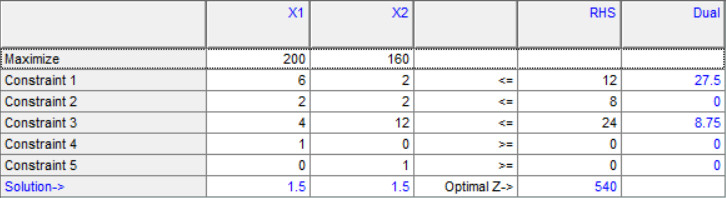 X1 X2 RHS Dual
Maximize 200 160
Constraint 1 6 2 <= 12 27.5
Constraint 2 2 2 <= 8 0
Constraint 3 4 12 <= 24 8.75
Constraint 4 1 0 >= 0 0
Constraint 5 0 1 >= 0 0
Solution-> 1.5 1.5 Optimal Z-> 540